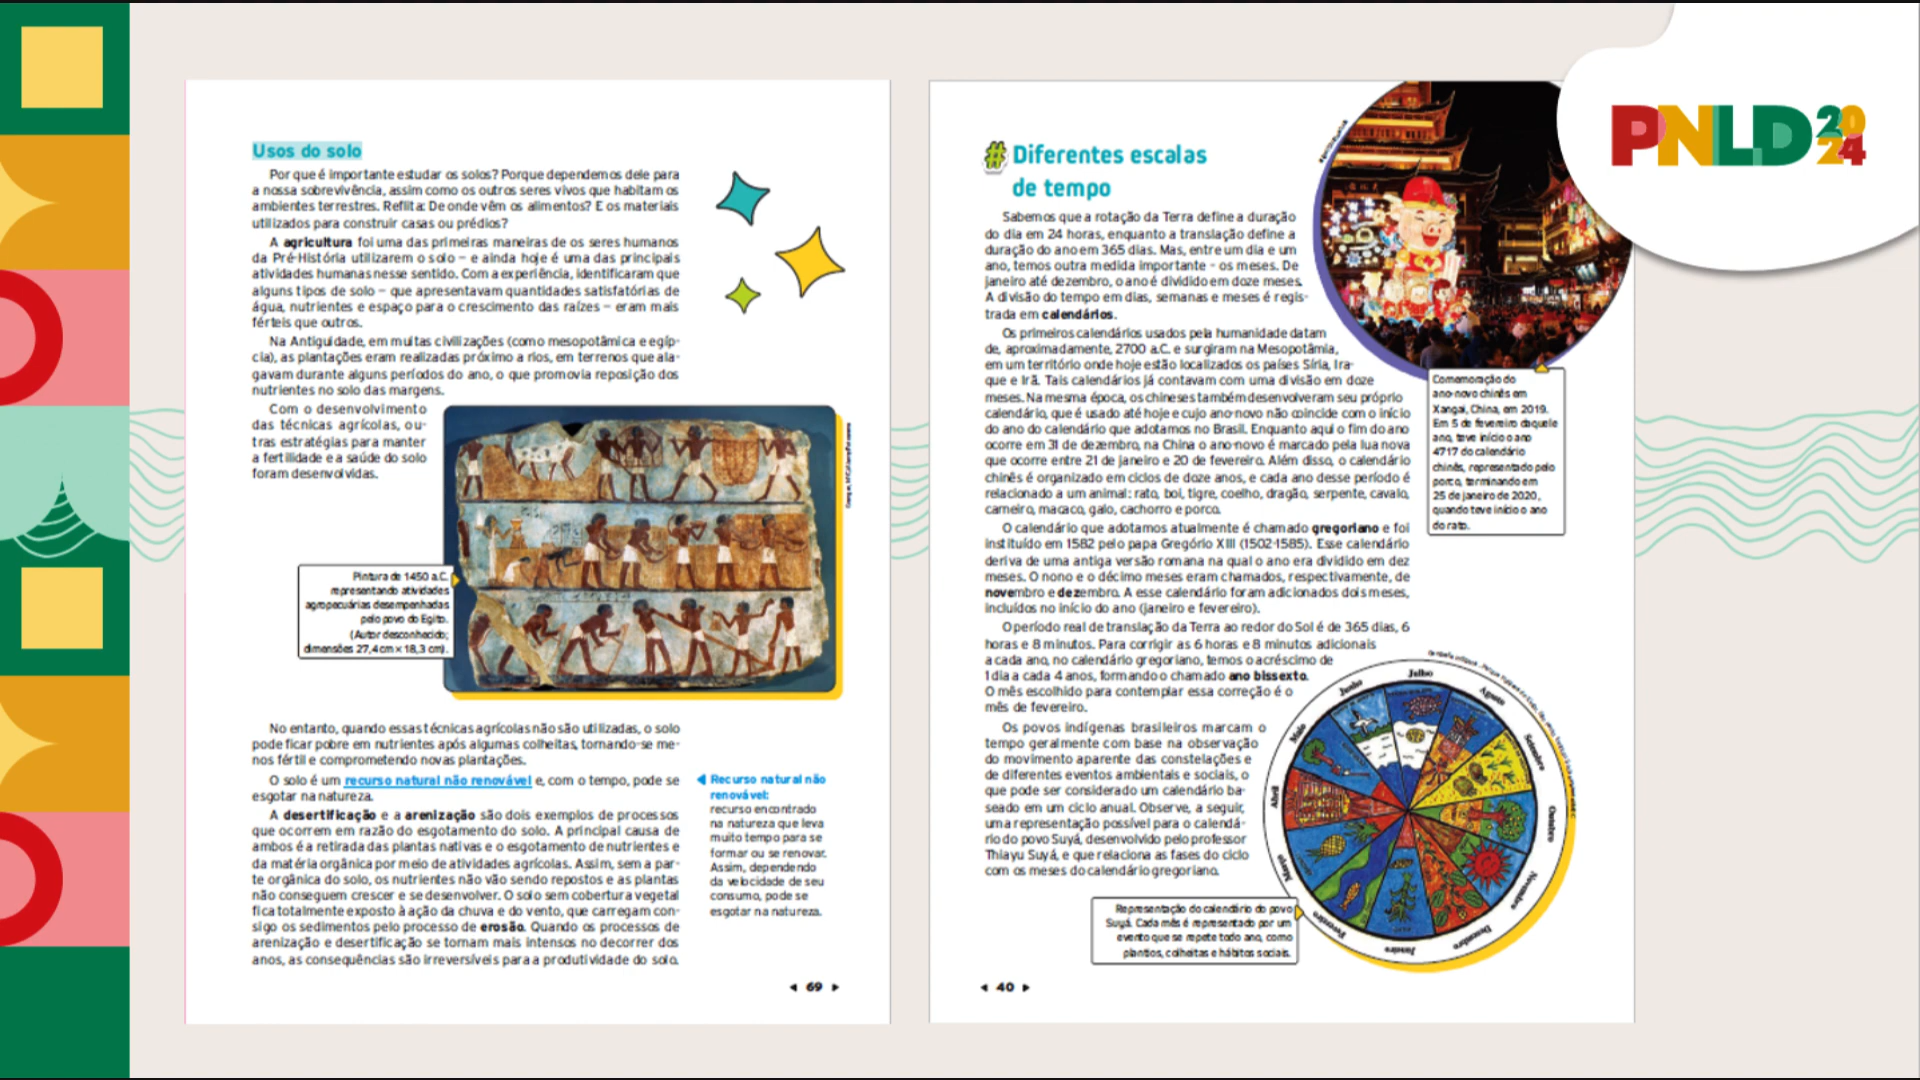 Usos do solo
Por que é importante estudar os solos? Porque dependemos dele para
a nossa sobrevivência, assim como os outros seres vivos que habitam os
ambientes terrestres. Reflita: De onde vêm os alimentos? E os materiais
utilizados para construir casas ou prédios?
A agricultura foi uma das primeiras maneiras de os seres humanos
da Pré-História utilizarem o solo – e ainda hoje é uma das principais
atividades humanas nesse sentido. Com a experiência, identificaram que
alguns tipos de solo – que apresentavam quantidades satisfatórias de
água, nutrientes e espaço para o crescimento das raízes – eram mais
férteis que outros.
Na Antiguidade, em muitas civilizações (como mesopotâmica e egíp-
cia), as plantações eram realizadas próximo a rios, em terrenos que ala-
gavam durante alguns períodos do ano, o que promovia reposição dos
nutrientes no solo das margens.
Com o desenvolvimento
das técnicas agrícolas, ou-
tras estratégias para manter
a fertilidade e a saúde do solo
foram desenvolvidas.
Pintura de 1450 a.C.
representando atividades
agropecuárias desempenhadas
pelo povo do Egito.
(Autor desconhecido;
dimensões 27,4 cm × 18,3 cm).
No entanto, quando essas técnicas agrícolas não são utilizadas, o solo
pode ficar pobre em nutrientes após algumas colheitas, tornando-se me-
nos fértil e comprometendo novas plantações.
O solo é um recurso natural não renovável e, com o tempo, pode se
esgotar na natureza.
A desertificação e a arenização são dois exemplos de processos
que ocorrem em razão do esgotamento do solo. A principal causa de
ambos é a retirada das plantas nativas e o esgotamento de nutrientes e
da matéria orgânica por meio de atividades agrícolas. Assim, sem a par-
te orgânica do solo, os nutrientes não vão sendo repostos e as plantas
não conseguem crescer e se desenvolver. O solo sem cobertura vegetal
fica totalmente exposto à ação da chuva e do vento, que carregam con-
sigo os sedimentos pelo processo de erosão. Quando os processos de
arenização e desertificação se tornam mais intensos no decorrer dos
anos, as consequências são irreversíveis para a produtividade do solo.
Recurso natural não
renovável:
recurso encontrado
na natureza que leva
muito tempo para se
formar ou se renovar.
Assim, dependendo
da velocidade de seu
consumo, pode se
esgotar na natureza.
69
# Diferentes escalas
de tempo
Sabemos que a rotação da Terra define a duração
do dia em 24 horas, enquanto a translação define a
duração do ano em 365 dias. Mas, entre um dia e um
ano, temos outra medida importante – os meses. De
janeiro até dezembro, o ano é dividido em doze meses.
A divisão do tempo em dias, semanas e meses é regis-
trada em calendários.
Os primeiros calendários usados pela humanidade datam
de, aproximadamente, 2700 a.C. e surgiram na Mesopotâmia,
em um território onde hoje estão localizados os países Síria, Ira-
que e Irã. Tais calendários já contavam com uma divisão em doze
meses. Na mesma época, os chineses também desenvolveram seu próprio
calendário, que é usado até hoje e cujo ano-novo não coincide com o início
do ano do calendário que adotamos no Brasil. Enquanto aqui o fim do ano
ocorre em 31 de dezembro, na China o ano-novo é marcado pela lua nova
que ocorre entre 21 de janeiro e 20 de fevereiro. Além disso, o calendário
chinês é organizado em ciclos de doze anos, e cada ano desse período é
relacionado a um animal: rato, boi, tigre, coelho, dragão, serpente, cavalo,
carneiro, macaco, galo, cachorro e porco.
O calendário que adotamos atualmente é chamado gregoriano e foi
instituído em 1582 pelo papa Gregório XIII (1502-1585). Esse calendário
deriva de uma antiga versão romana na qual o ano era dividido em dez
meses. O nono e o décimo meses eram chamados, respectivamente, de
novembro e dezembro. A esse calendário foram adicionados dois meses,
incluídos no início do ano (janeiro e fevereiro).
O período real de translação da Terra ao redor do Sol é de 365 dias, 6
horas e 8 minutos. Para corrigir as 6 horas e 8 minutos adicionais
a cada ano, no calendário gregoriano, temos o acréscimo de
1 dia a cada 4 anos, formando o chamado ano bissexto.
O mês escolhido para contemplar essa correção é o
mês de fevereiro.
Os povos indígenas brasileiros marcam o
tempo geralmente com base na observação
do movimento aparente das constelações e
de diferentes eventos ambientais e sociais, o
que pode ser considerado um calendário ba-
seado em um ciclo anual. Observe, a seguir,
uma representação possível para o calendá-
rio do povo Suyá, desenvolvido pelo professor
Thiayu Suyá, e que relaciona as fases do ciclo
com os meses do calendário gregoriano.
Comemoração do
ano-novo chinês em
Xangai, China, em 2019.
Em 5 de fevereiro daquele
ano, teve início o ano
4717 do calendário
chinês, representado pelo
porco, terminando em
25 de janeiro de 2020,
quando teve início o ano
do rato.
Janeiro
Fevereiro
Março
Abril
Maio
Junho
Julho
Agosto
Setembro
Outubro
Novembro
Dezembro
Representação do calendário do povo
Suyá. Cada mês é representado por um
evento que se repete todo ano, como
plantios, colheitas e hábitos sociais.
40
PNLD 2024